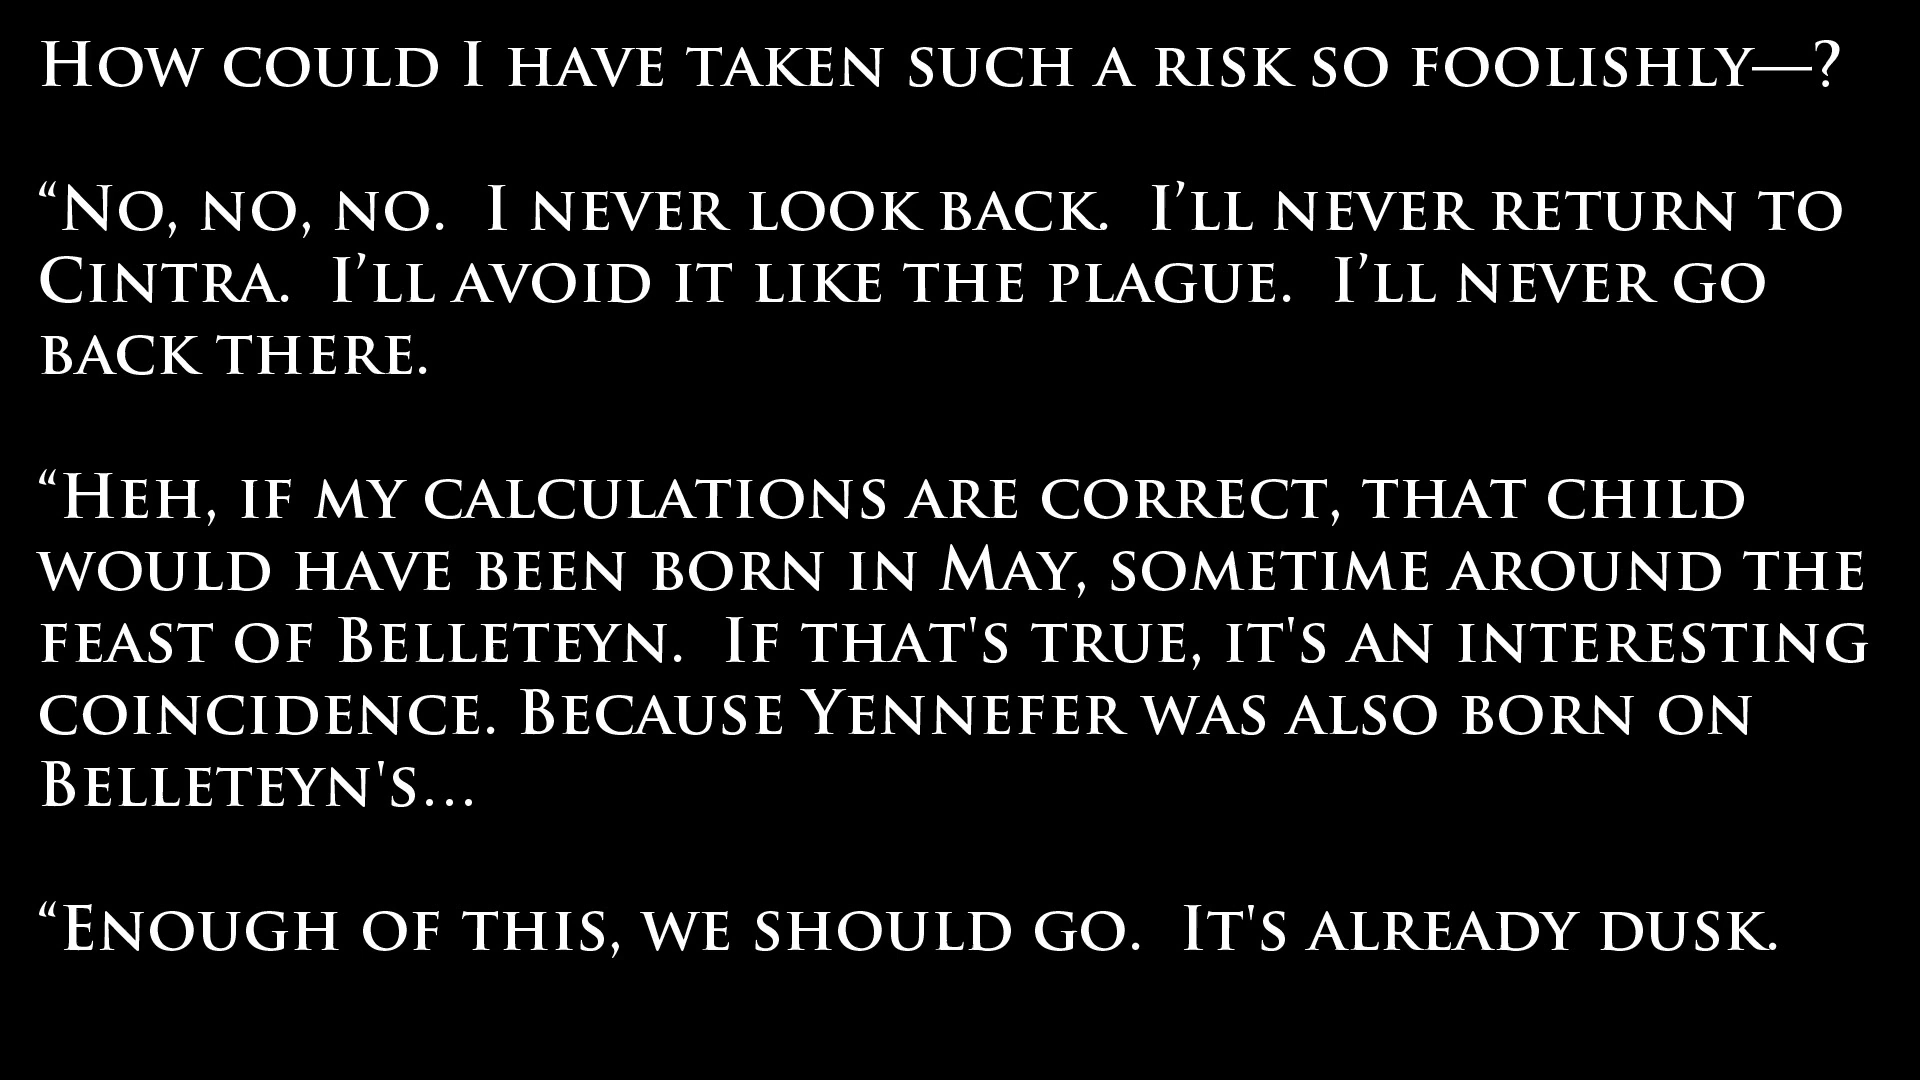 How could I have taken such a risk so foolishly—?
“No, no, no.  I never look back.  I’ll never return to
Cintra.  I’ll avoid it like the plague.  I’ll never go
back there.
“Heh, if my calculations are correct, that child
would have been born in May, sometime around the
feast of Belleteyn.  If that's true, it's an interesting
coincidence. Because Yennefer was also born on
Belleteyn's...
“Enough of this, we should go.  It's already dusk.